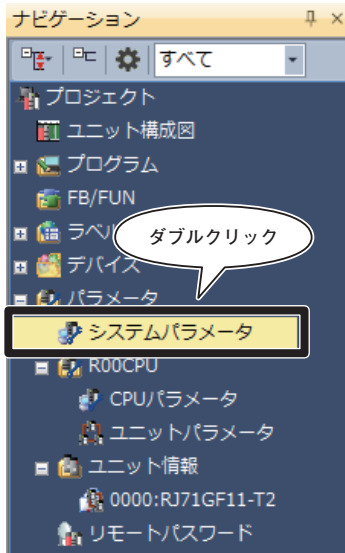 ナビゲーション
すべて
プロジェクト
ユニット構成図
プログラム
FB/FUN
ラベル
ダブルクリック
デバイス
パラメータ
システムパラメータ
R00CPU
CPUパラメータ
ユニットパラメータ
ユニット情報
0000:RJ71GF11-T2
リモートパスワード